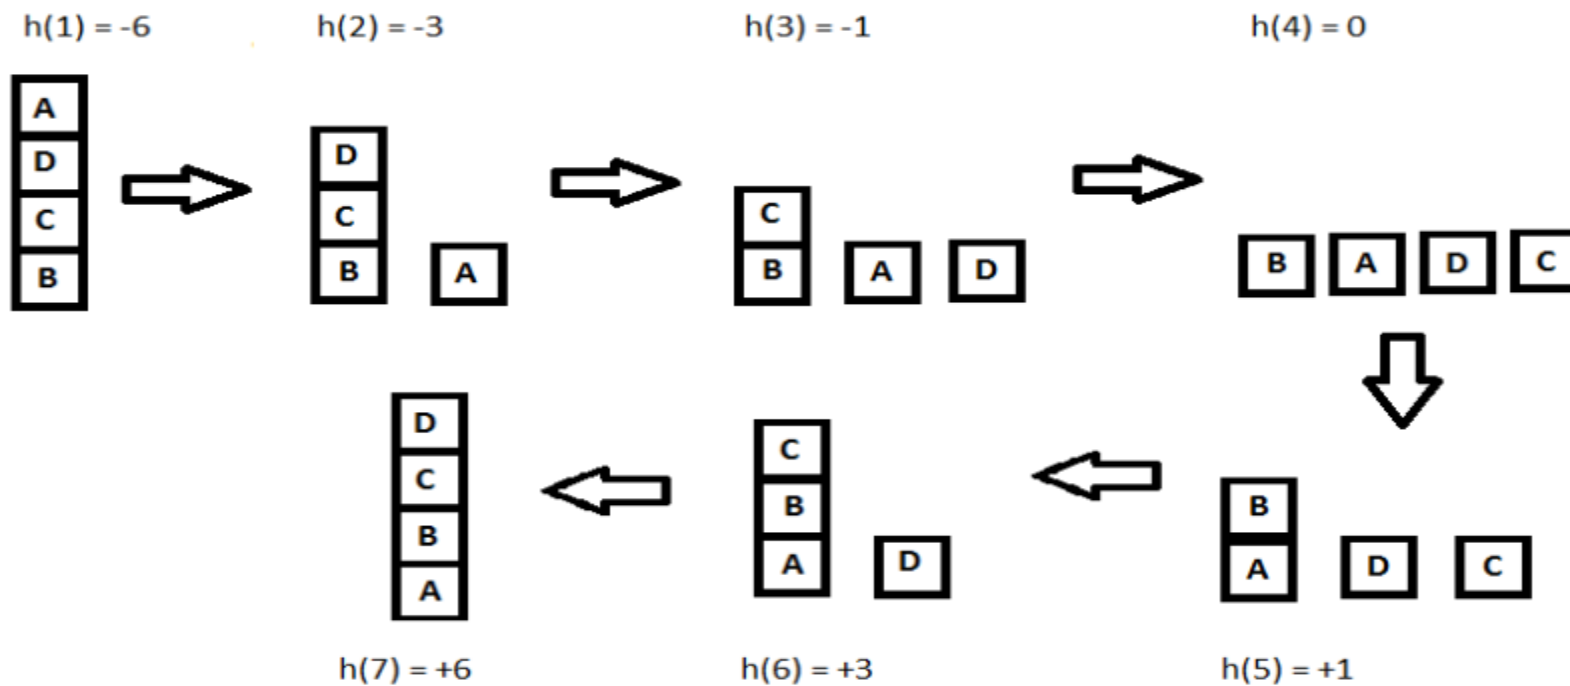 h(1) = -6
h(2) = -3
h(3) = -1
h(4) = 0
A
D
C
B
D
C
B
A
C
B
A
D
B
A
D
C
D
C
B
A
C
B
A
D
B
A
D
C
h(7) = +6
h(6) = +3
h(5) = +1